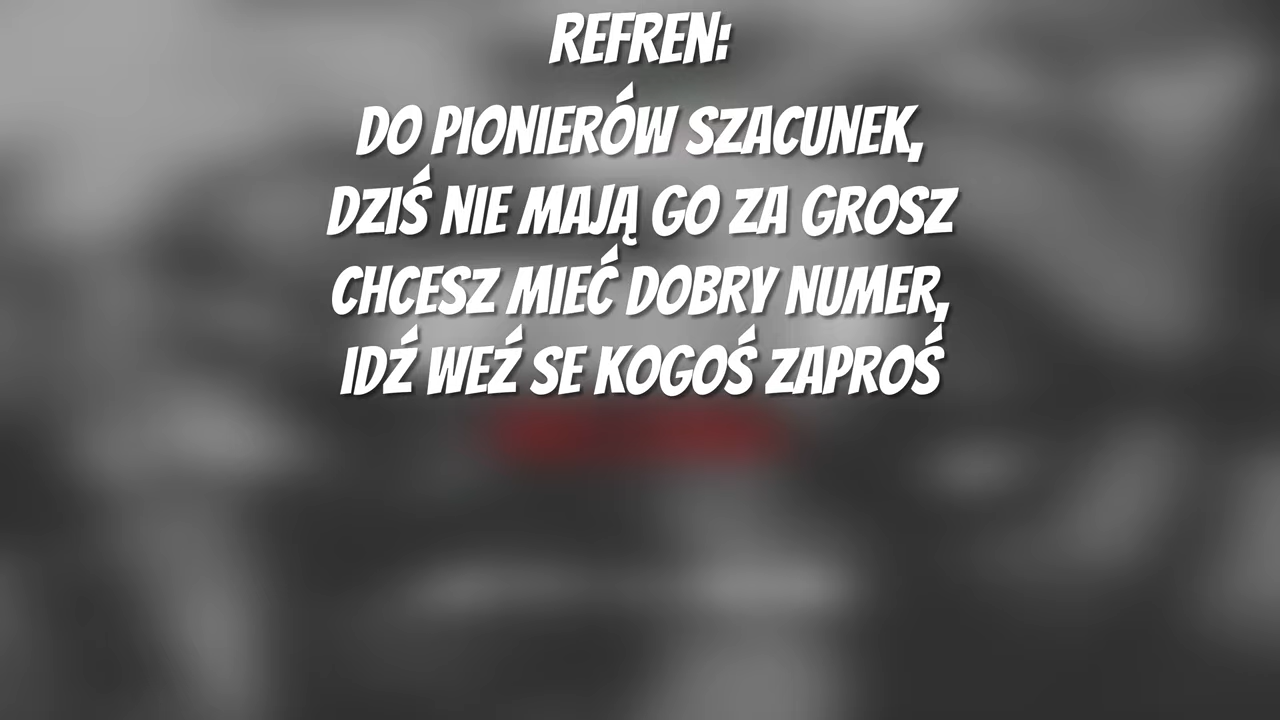 REFREN:
DO PIONIERÓW SZACUNEK,
DZIŚ NIE MAJĄ GO ZA GROSZ
CHCESZ MIEĆ DOBRY NUMER,
IDŹ WEŹ SE KOGOŚ ZAPROŚ